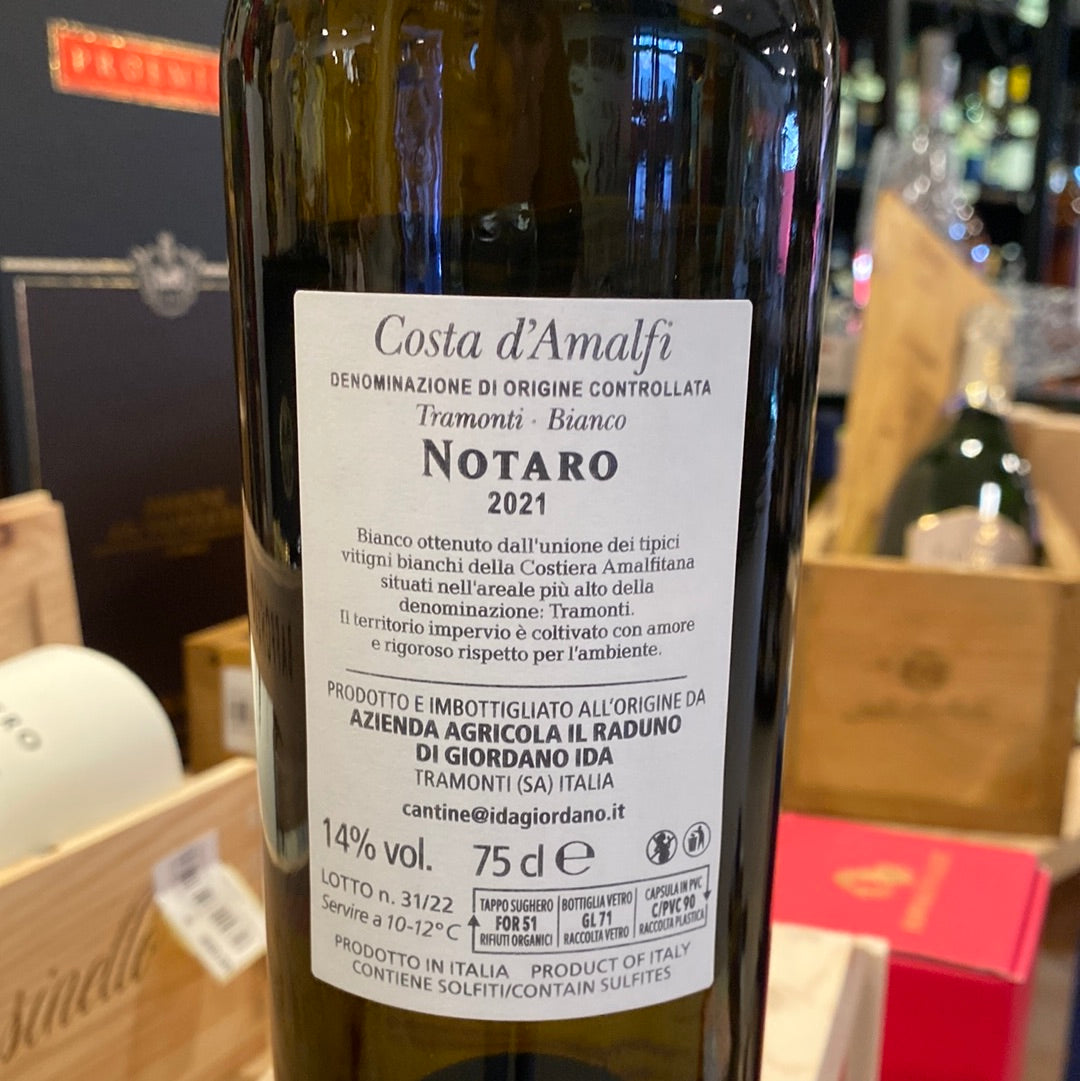 Costa d'Amalfi
DENOMINAZIONE DI ORIGINE CONTROLLATA
Tramonti · Bianco
NOTARO
2021
Bianco ottenuto dall'unione dei tipici
vitigni bianchi della Costiera Amalfitana
situati nell'areale più alto della
denominazione: Tramonti.
Il territorio impervio è coltivato con amore
e rigoroso rispetto per l'ambiente.
PRODOTTO E IMBOTTIGLIATO ALL'ORIGINE DA
AZIENDA AGRICOLA IL RADUNO
DI GIORDANO IDA
TRAMONTI (SA) ITALIA
cantine@idagiordano.it
14% vol. 75 cl e
LOTTO n. 31/22
Servire a 10-12°C
TAPPO SUGHERO
FOR 51
RIFIUTI ORGANICI
BOTTIGLIA VETRO
GL 71
RACCOLTA VETRO
CAPSULA IN PVC
C/PVC 90
RACCOLTA PLASTICA
PRODOTTO IN ITALIA PRODUCT OF ITALY
CONTIENE SOLFITI/CONTAIN SULFITES